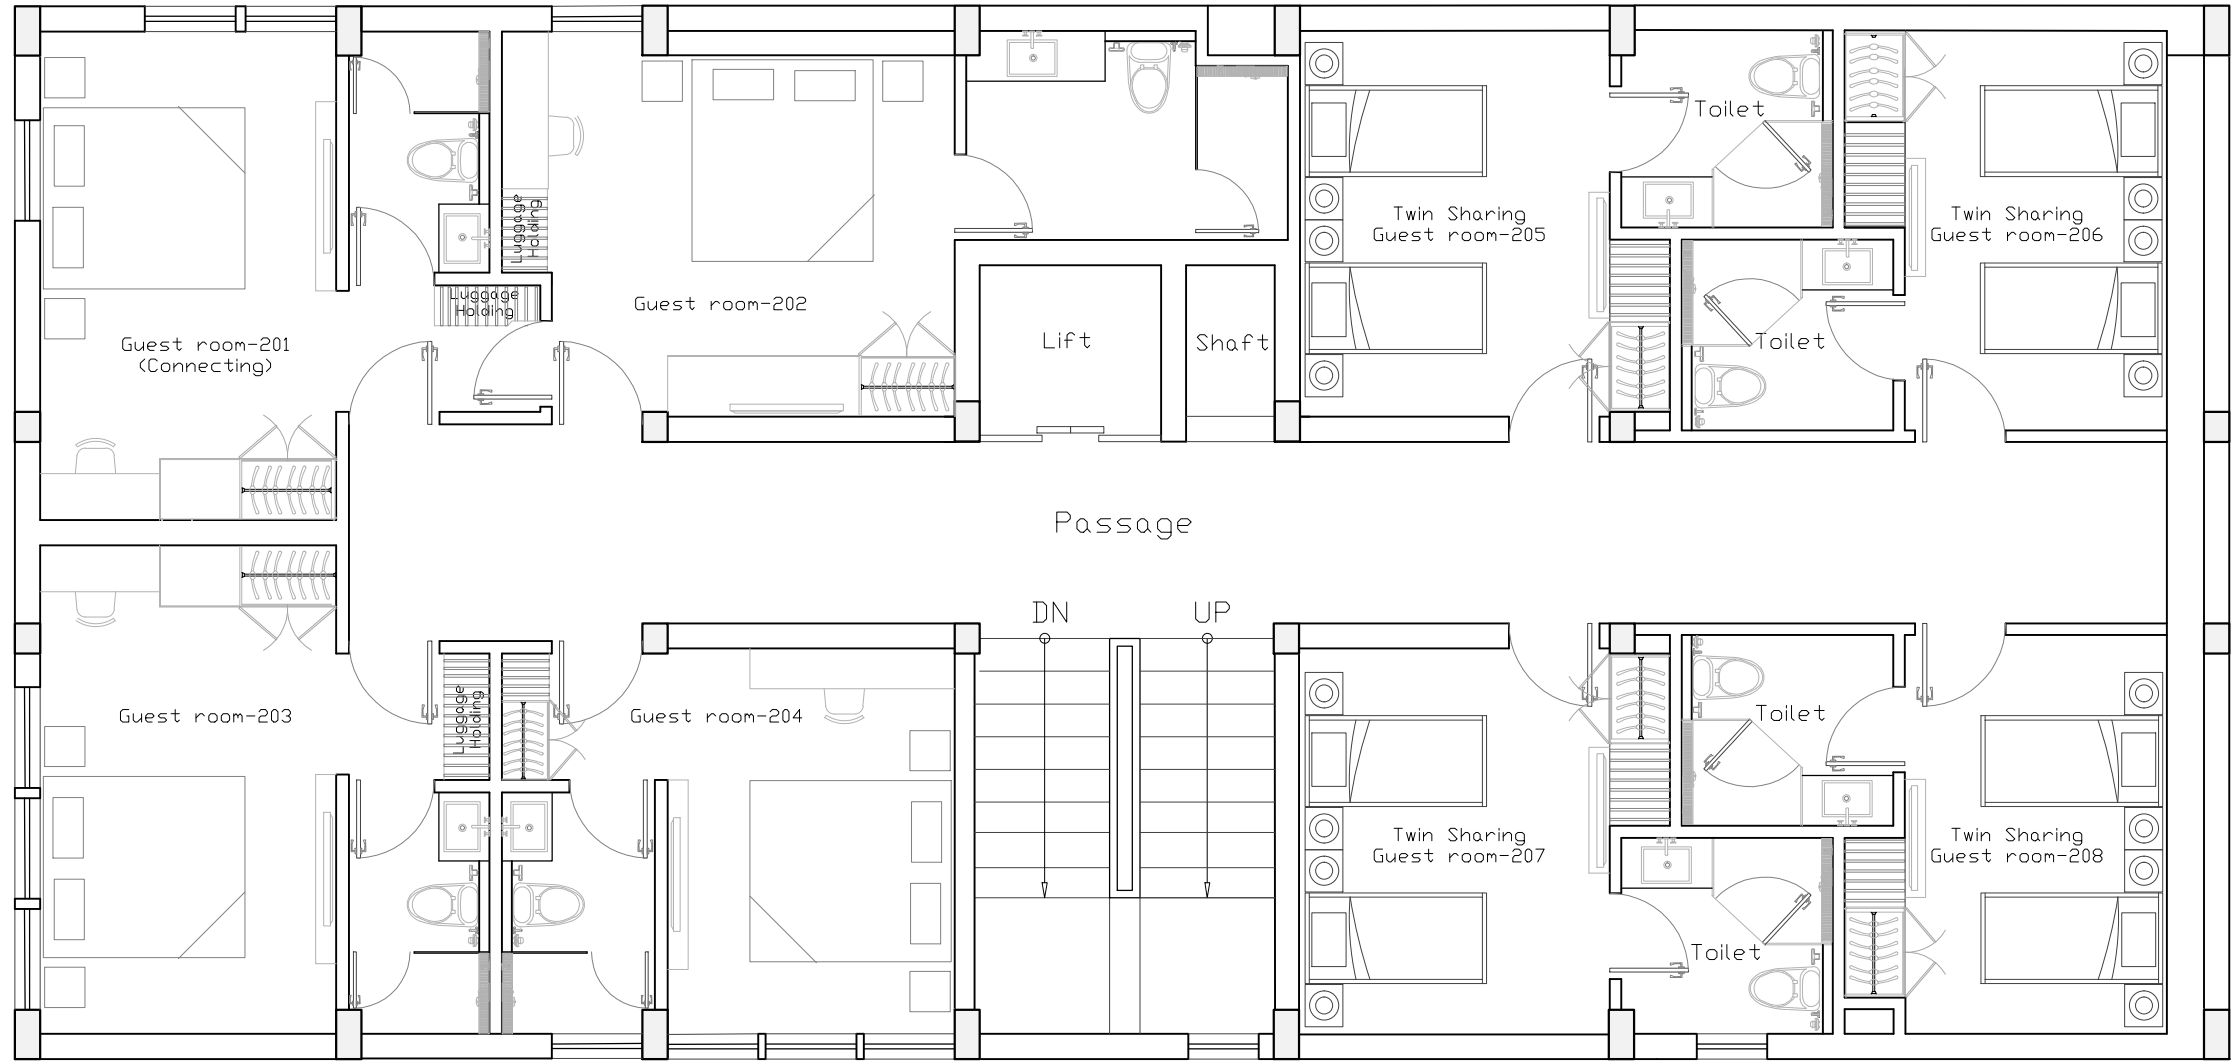 Toilet
Luggage
Holding
Twin Sharing
Guest room-205
Twin Sharing
Guest room-206
Luggage
Holding
Guest room-202
Guest room-201
(Connecting)
Lift
Shaft
Toilet
Passage
DN
UP
Guest room-203
Luggage
Holding
Guest room-204
Toilet
Twin Sharing
Guest room-207
Twin Sharing
Guest room-208
Toilet